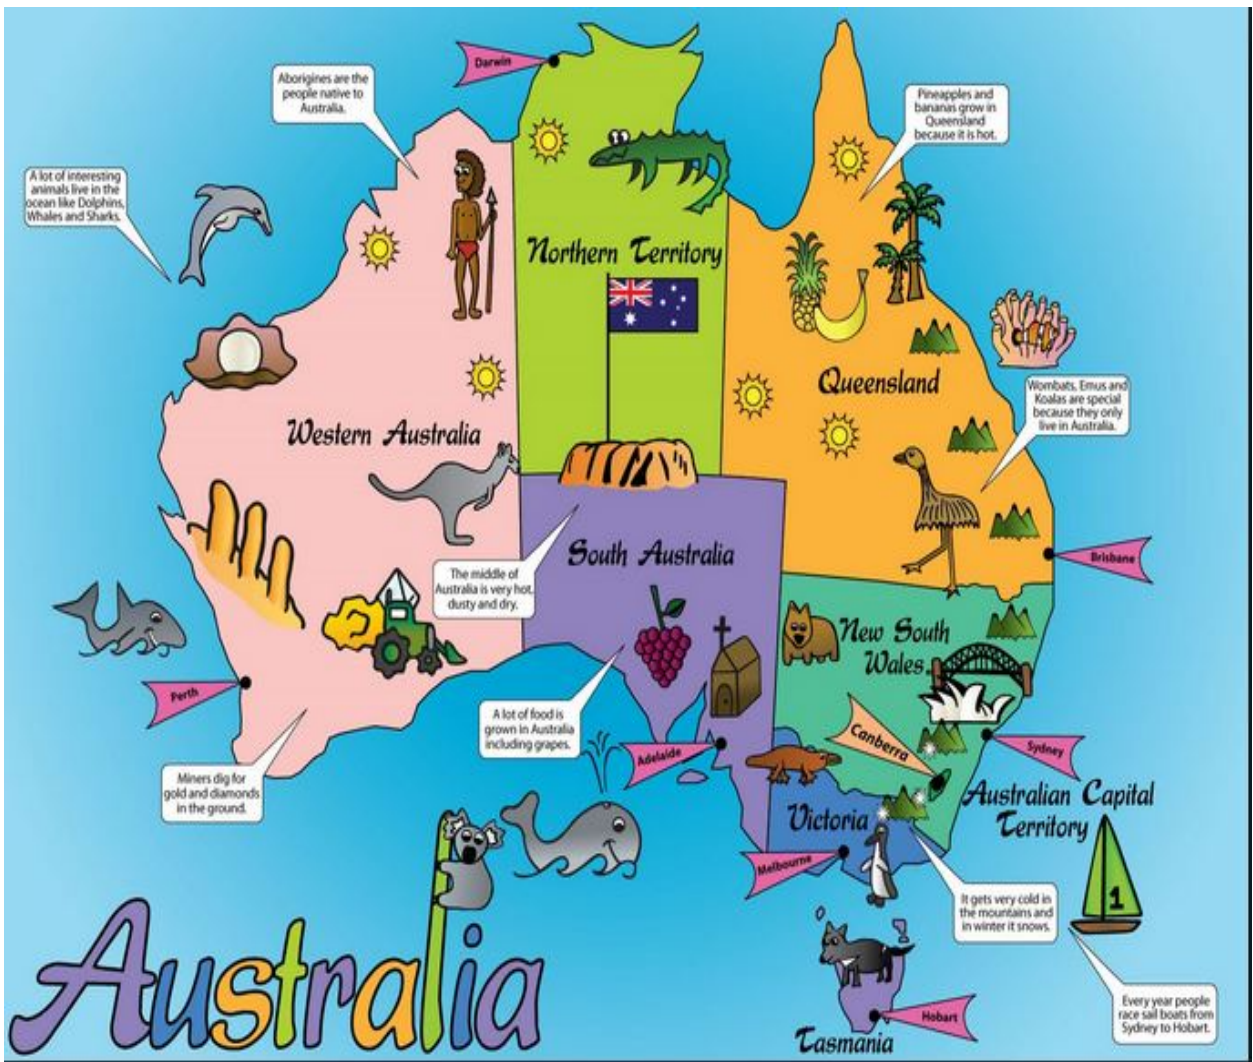 Darwin
Aborigines are the
people native to
Australia.
Pineapples and
bananas grow in
Queensland
because it is hot.
A lot of interesting
animals live in the
ocean like Dolphins,
Whales and Sharks.
Northern Territory
Queensland
Wombats, Emus and
Koalas are special
because they only
live in Australia.
Western Australia
South Australia
Brisbane
The middle of
Australia is very hot,
dusty and dry.
New South
Wales
Perth
A lot of food is
grown in Australia
including grapes.
Adelaide
Canberra
Sydney
Miners dig for
gold and diamonds
in the ground.
Australian Capital
Territory
Victoria
Melbourne
It gets very cold in
the mountains and
in winter it snows.
1
Australia
Every year people
race sail boats from
Sydney to Hobart.
Hobart
Tasmania